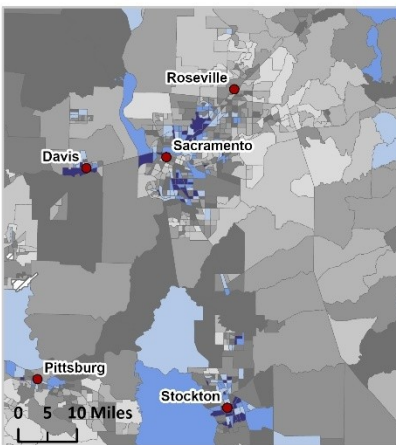 Roseville
Sacramento
Davis
Pittsburg
Stockton
0 5 10 Miles